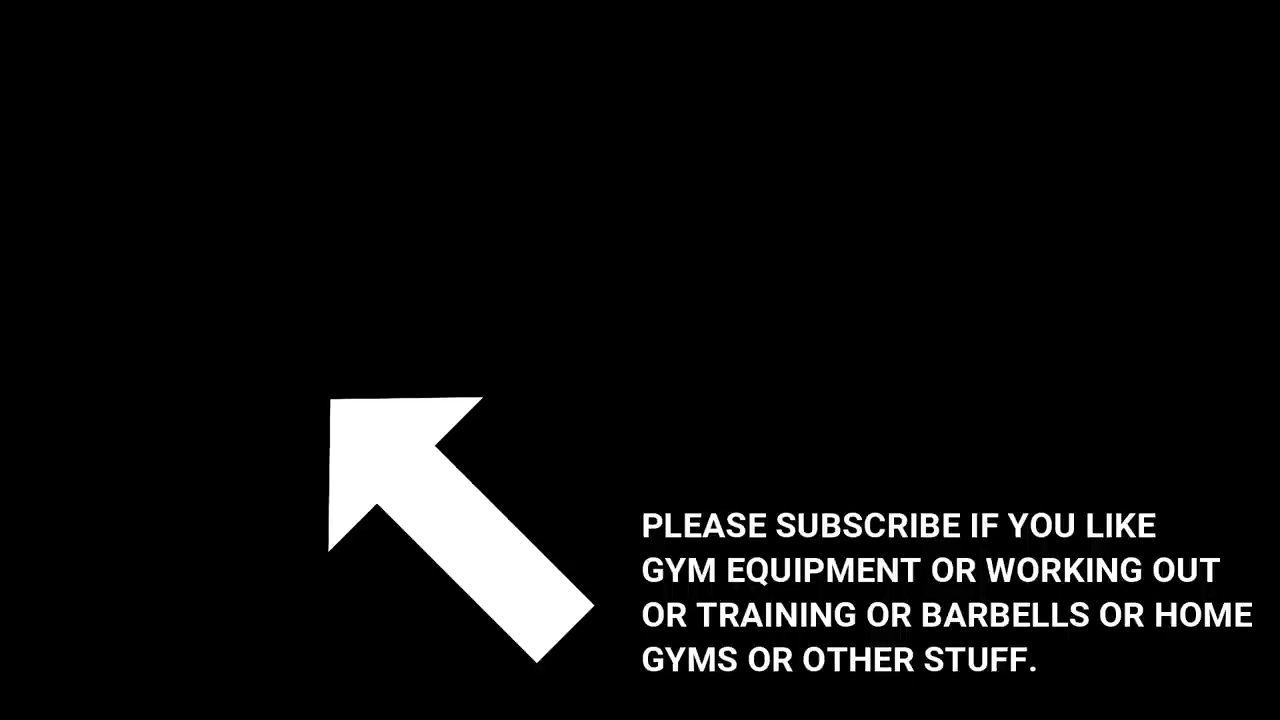 PLEASE SUBSCRIBE IF YOU LIKE
GYM EQUIPMENT OR WORKING OUT
OR TRAINING OR BARBELLS OR HOME
GYMS OR OTHER STUFF.